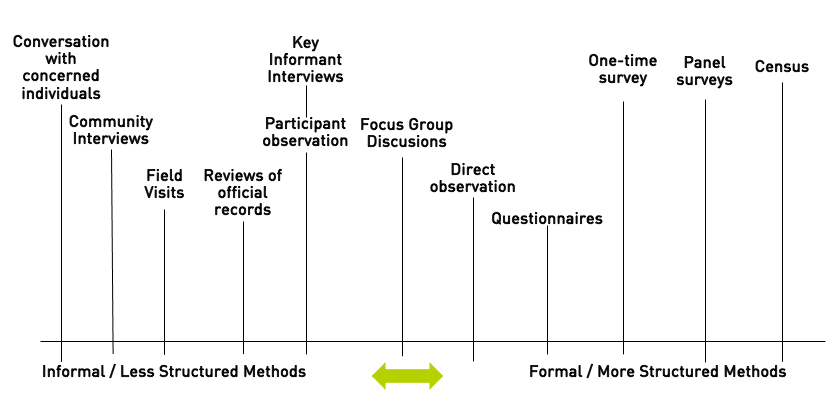 Conversation
with
concerned
individuals
Community
Interviews
Field
Visits
Reviews of
official
records
Key
Informant
Interviews
Participant
observation
Focus Group
Discusions
Direct
observation
Questionnaires
One-time
survey
Panel
surveys
Census
Informal / Less Structured Methods
Formal / More Structured Methods